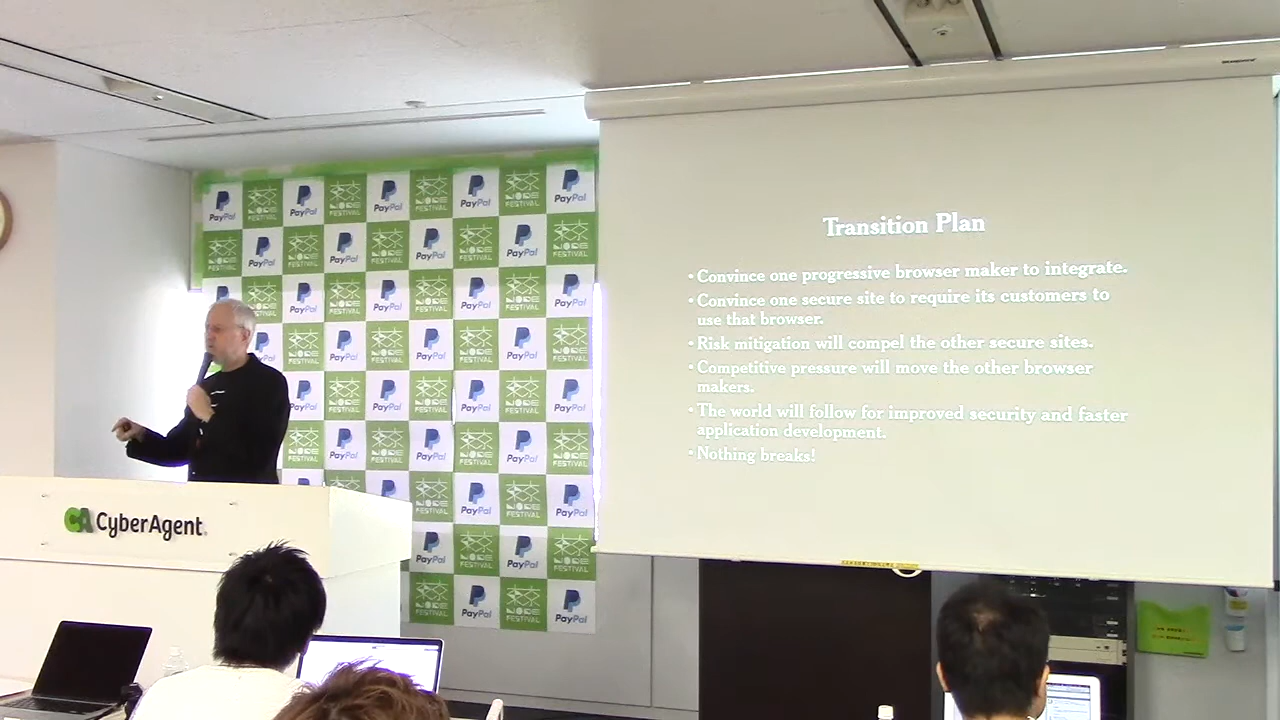 Transition Plan
• Convince one progressive browser maker to integrate.
• Convince one secure site to require its customers to
use that browser.
• Risk mitigation will compel the other secure sites.
• Competitive pressure will move the other browser
makers.
• The world will follow for improved security and faster
application development.
• Nothing breaks!
PayPal
NODE
FESTIVAL
CA CyberAgent.